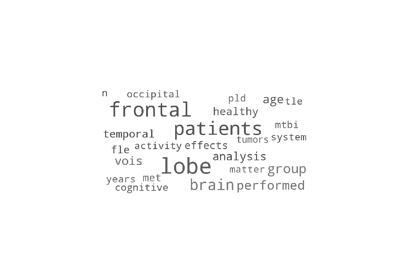 n occipital pld age tle
frontal healthy
temporal patients mtbi
tumors system
fle activity effects
vois lobe analysis
matter group
years met brain performed
cognitive